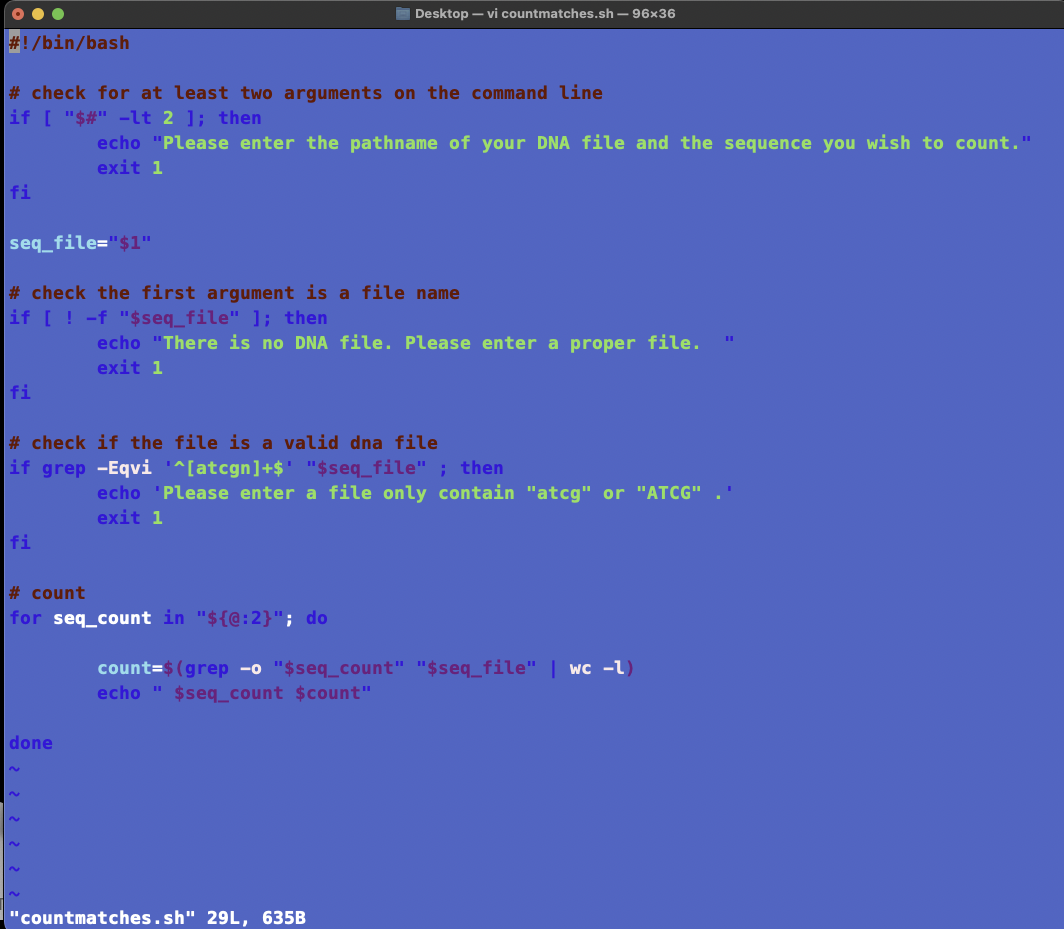 Desktop — vi countmatches.sh — 96×36
#!/bin/bash

# check for at least two arguments on the command line
if [ "$#" -lt 2 ]; then
        echo "Please enter the pathname of your DNA file and the sequence you wish to count."
        exit 1
fi

seq_file="$1"

# check the first argument is a file name
if [ ! -f "$seq_file" ]; then
        echo "There is no DNA file. Please enter a proper file.  "
        exit 1
fi

# check if the file is a valid dna file
if grep -Eqvi '^[atcgn]+$' "$seq_file" ; then
        echo 'Please enter a file only contain "atcg" or "ATCG" .'
        exit 1
fi

# count
for seq_count in "${@:2}"; do

        count=$(grep -o "$seq_count" "$seq_file" | wc -l)
        echo " $seq_count $count"

done
~
~
~
~
~
~
"countmatches.sh" 29L, 635B